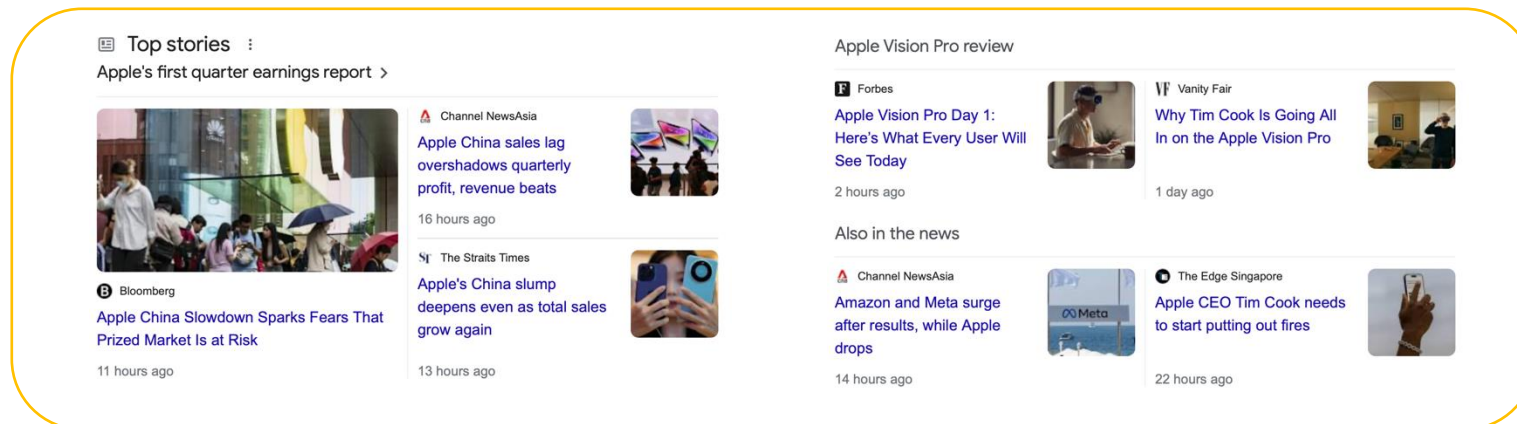 Top stories
Apple's first quarter earnings report >
Bloomberg
Apple China Slowdown Sparks Fears That
Prized Market Is at Risk
11 hours ago
Channel NewsAsia
Apple China sales lag
overshadows quarterly
profit, revenue beats
16 hours ago
The Straits Times
Apple's China slump
deepens even as total sales
grow again
13 hours ago
Apple Vision Pro review
Forbes
Apple Vision Pro Day 1:
Here's What Every User Will
See Today
2 hours ago
Vanity Fair
Why Tim Cook Is Going All
In on the Apple Vision Pro
1 day ago
Also in the news
Channel NewsAsia
Amazon and Meta surge
after results, while Apple
drops
14 hours ago
Meta
The Edge Singapore
Apple CEO Tim Cook needs
to start putting out fires
22 hours ago